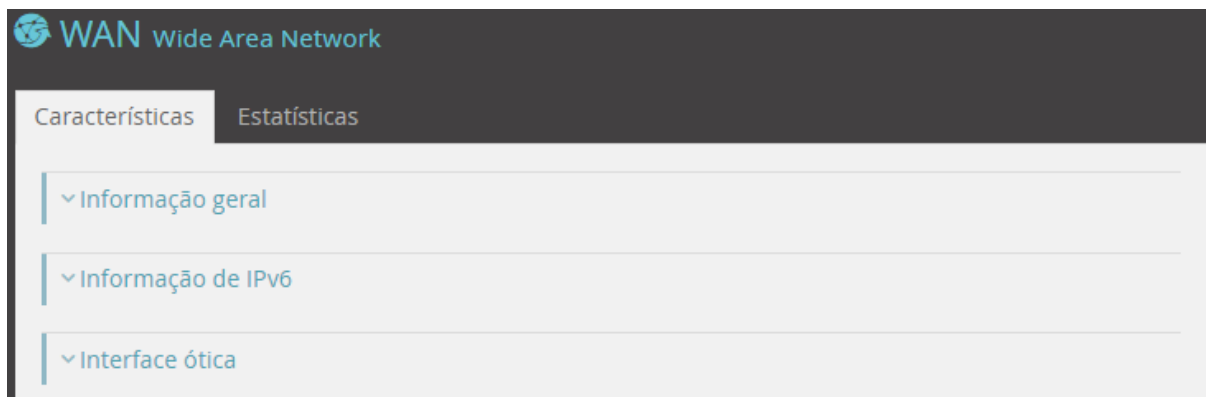 WAN Wide Area Network
Características Estatísticas
Informação geral
Informação de IPv6
Interface ótica